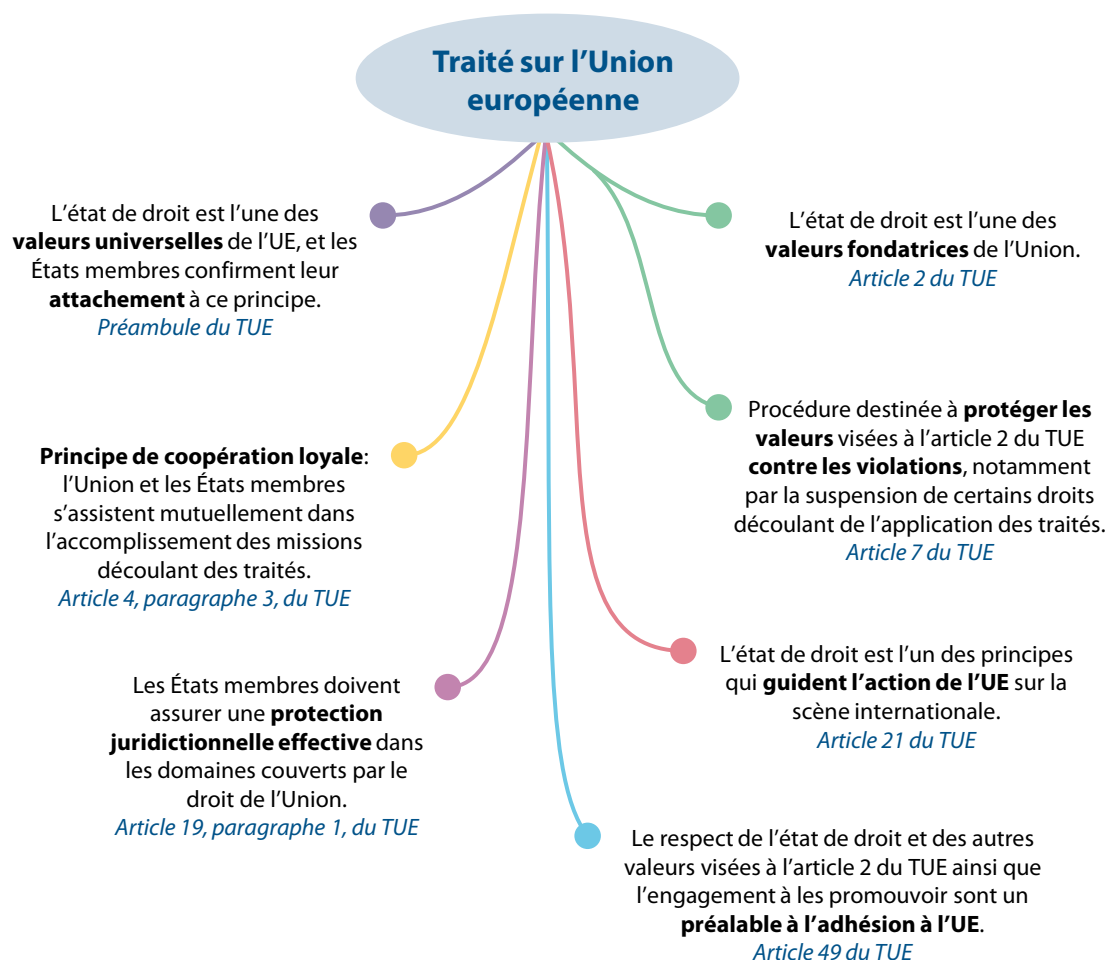 Traité sur l’Union
européenne
L’état de droit est l’une des
valeurs universelles de l’UE, et les
États membres confirment leur
attachement à ce principe.
Préambule du TUE
L’état de droit est l’une des
valeurs fondatrices de l’Union.
Article 2 du TUE
Principe de coopération loyale:
l’Union et les États membres
s’assistent mutuellement dans
l’accomplissement des missions
découlant des traités.
Article 4, paragraphe 3, du TUE
Procédure destinée à protéger les
valeurs visées à l’article 2 du TUE
contre les violations, notamment
par la suspension de certains droits
découlant de l’application des traités.
Article 7 du TUE
Les États membres doivent
assurer une protection
juridictionnelle effective dans
les domaines couverts par le
droit de l’Union.
Article 19, paragraphe 1, du TUE
L’état de droit est l’un des principes
qui guident l’action de l’UE sur la
scène internationale.
Article 21 du TUE
Le respect de l’état de droit et des autres
valeurs visées à l’article 2 du TUE ainsi que
l’engagement à les promouvoir sont un
préalable à l’adhésion à l’UE.
Article 49 du TUE